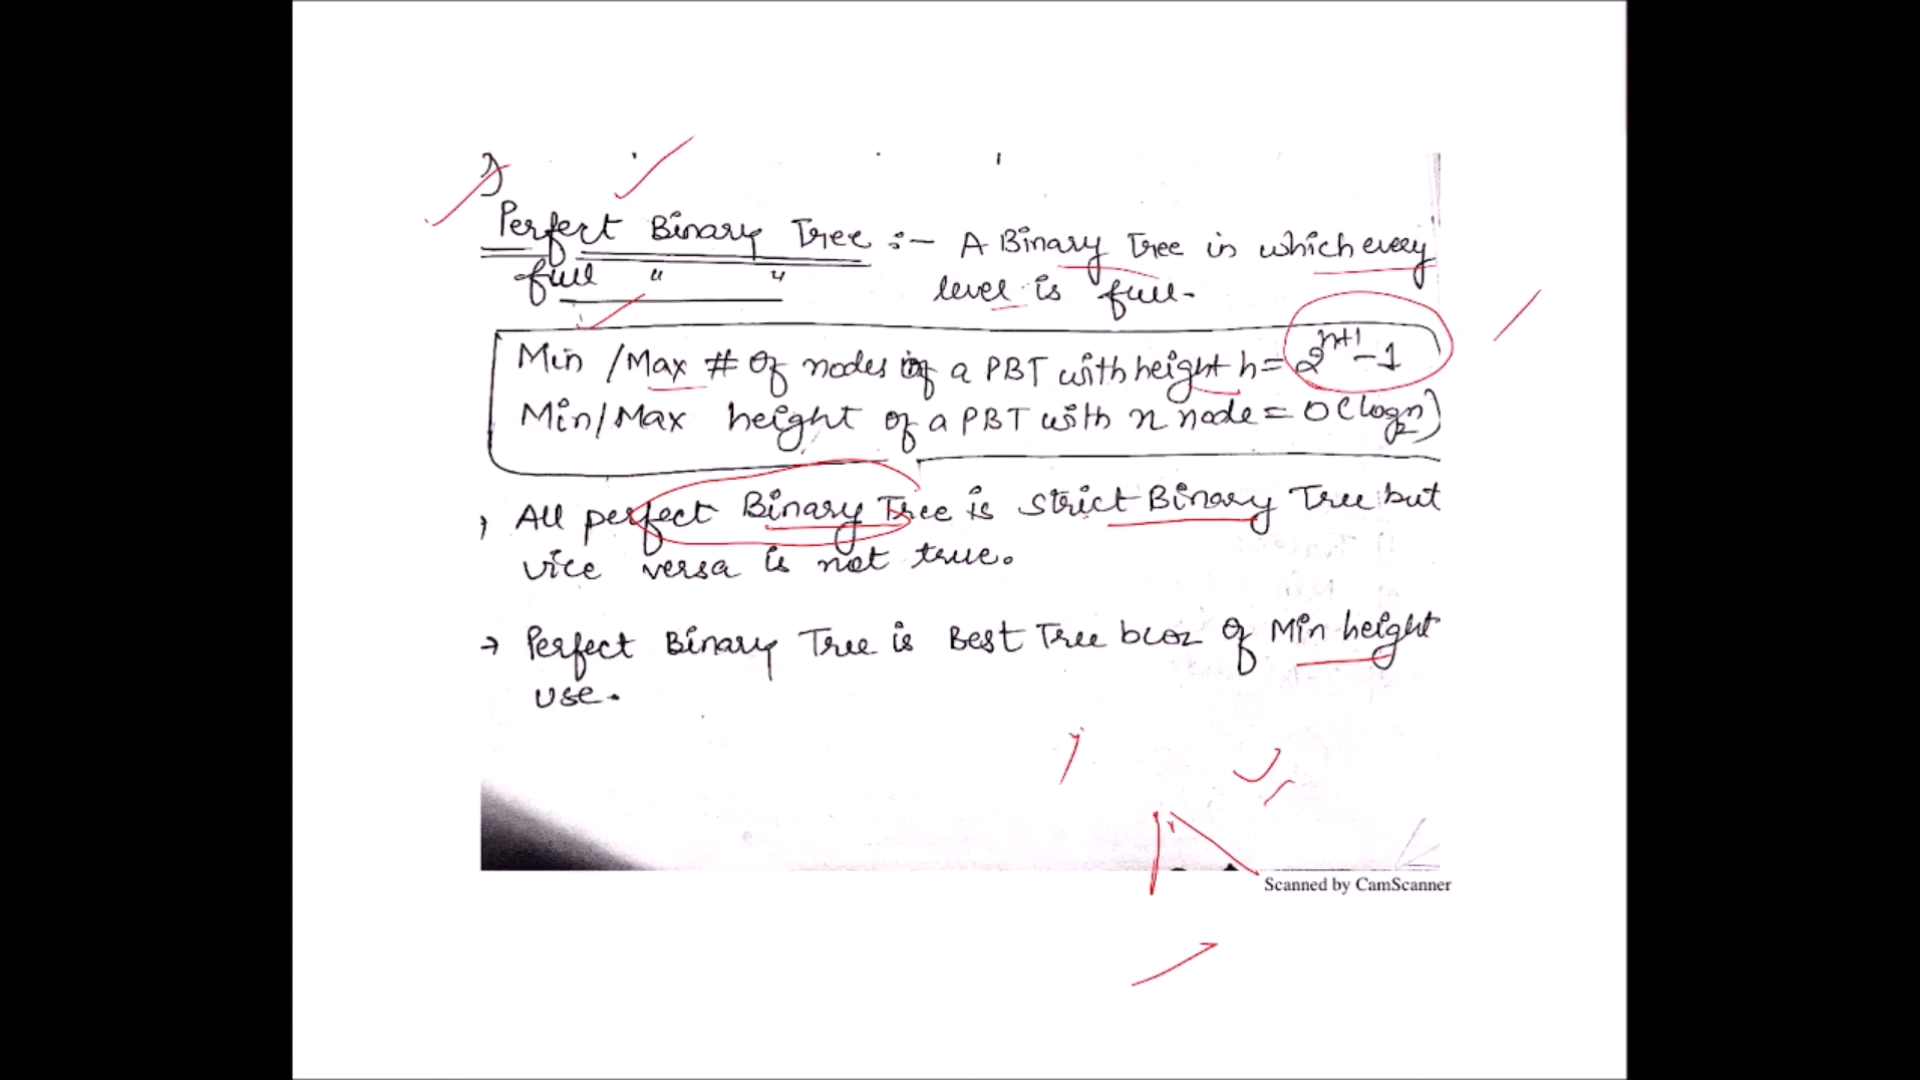 Perfect Binary Tree :- A Binary Tree in which every
full " " level is full.
Min /Max # of nodes of a PBT with height h = 2^{h+1} - 1
Min/Max height of a PBT with n node = O(log₂n)
All perfect Binary Tree is strict Binary Tree but
vice versa is not true.
→ Perfect Binary Tree is Best Tree bcoz of Min height
use.
Scanned by CamScanner